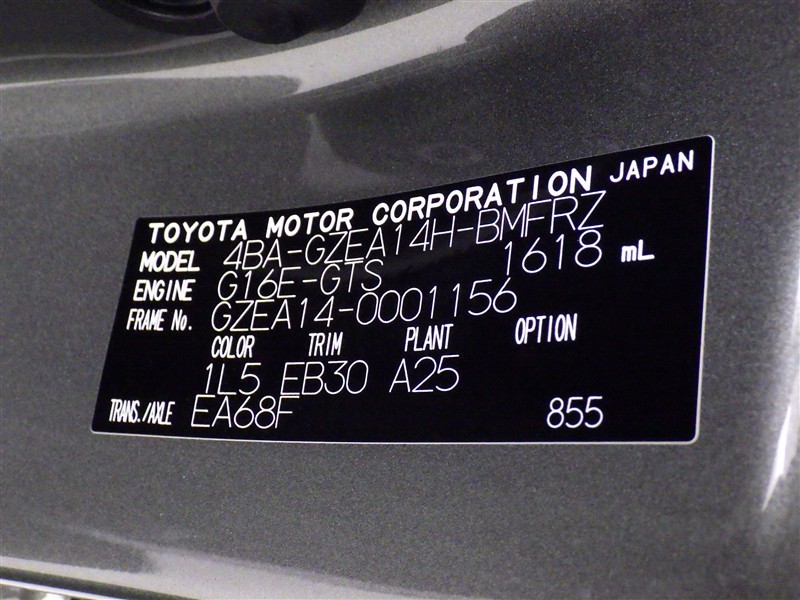 TOYOTA MOTOR CORPORATION JAPAN
MODEL 4BA-GZEA14H-BMFRZ
ENGINE G16E-GTS 1618 mL
FRAME No. GZEA14-0001156
COLOR TRIM PLANT OPTION
1L5 EB30 A25
TRANS./AXLE EA68F 855